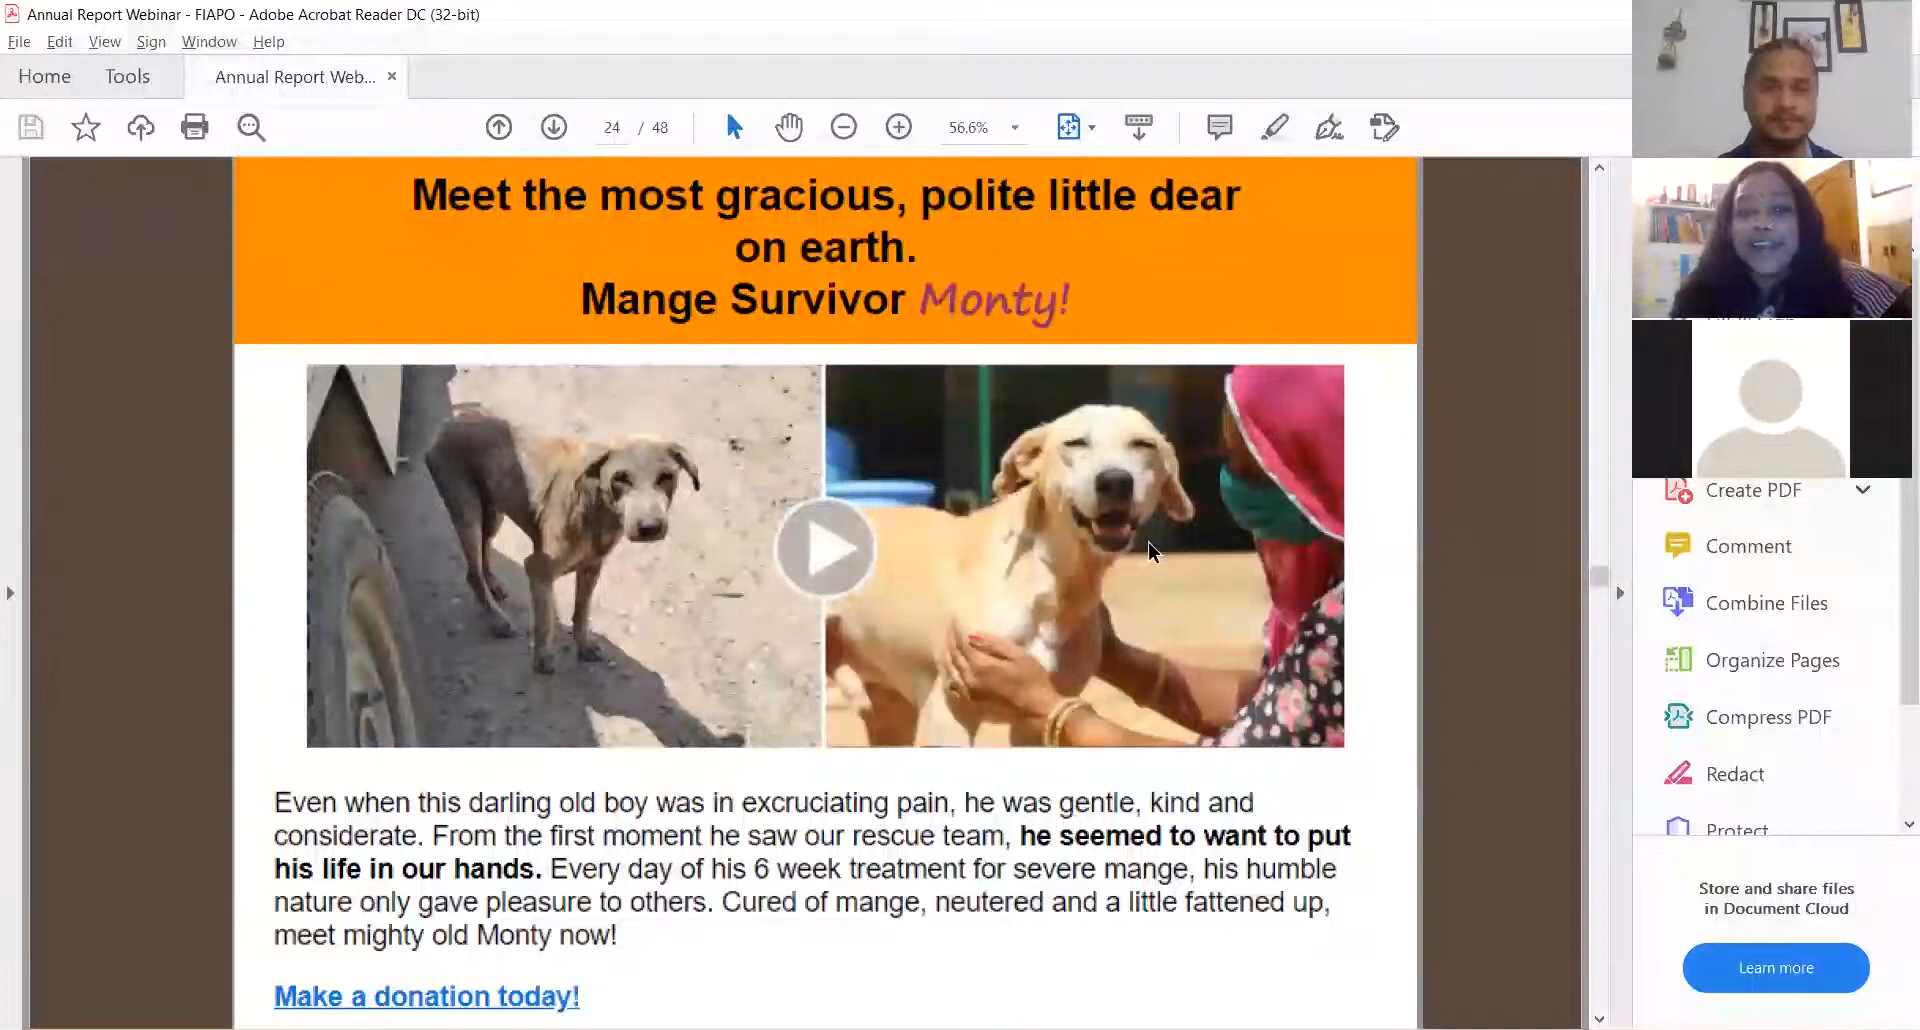 Annual Report Webinar - FIAPO - Adobe Acrobat Reader DC (32-bit)
File Edit View Sign Window Help
Home Tools Annual Report Web... ×
24 / 48 56.6%
Meet the most gracious, polite little dear
on earth.
Mange Survivor Monty!
Even when this darling old boy was in excruciating pain, he was gentle, kind and
considerate. From the first moment he saw our rescue team, he seemed to want to put
his life in our hands. Every day of his 6 week treatment for severe mange, his humble
nature only gave pleasure to others. Cured of mange, neutered and a little fattened up,
meet mighty old Monty now!
Make a donation today!
Create PDF
Comment
Combine Files
Organize Pages
Compress PDF
Redact
Protect
Store and share files
in Document Cloud
Learn more